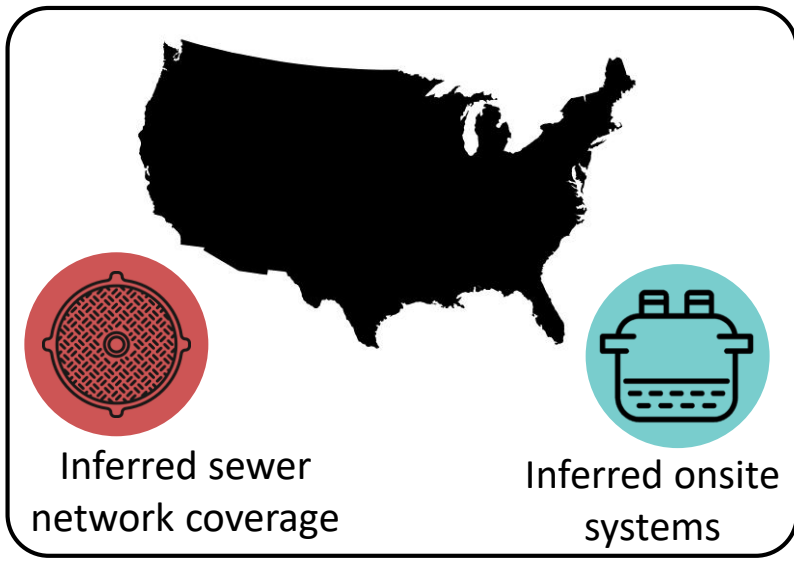 Inferred sewer
network coverage
Inferred onsite
systems